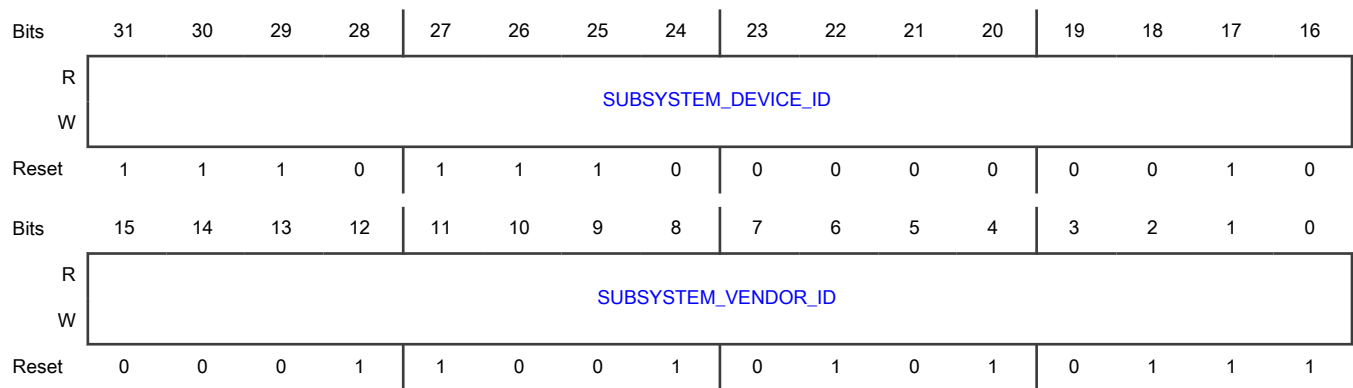 Bits 31 30 29 28 27 26 25 24 23 22 21 20 19 18 17 16
R
SUBSYSTEM_DEVICE_ID
W
Reset 1 1 1 0 1 1 1 0 0 0 0 0 0 0 1 0
Bits 15 14 13 12 11 10 9 8 7 6 5 4 3 2 1 0
R
SUBSYSTEM_VENDOR_ID
W
Reset 0 0 0 1 1 0 0 1 0 1 0 1 0 1 1 1